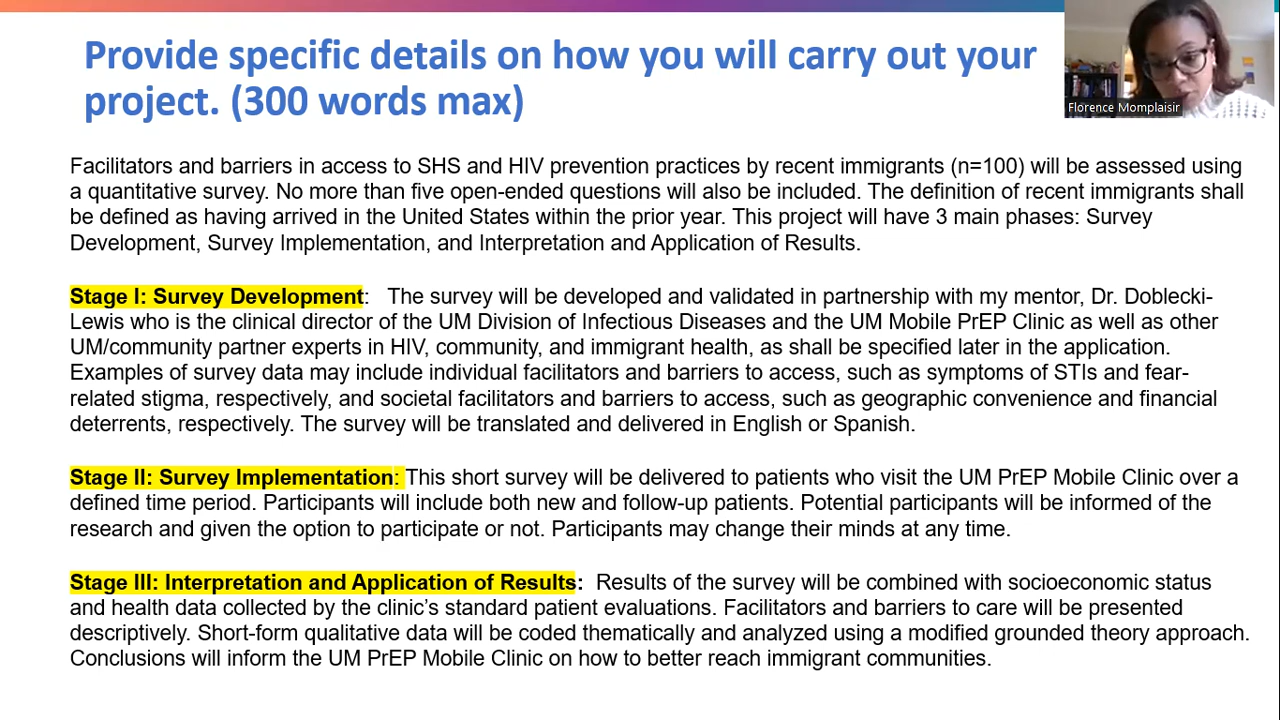 Provide specific details on how you will carry out your
project. (300 words max)
Florence Momplaisir
Facilitators and barriers in access to SHS and HIV prevention practices by recent immigrants (n=100) will be assessed using
a quantitative survey. No more than five open-ended questions will also be included. The definition of recent immigrants shall
be defined as having arrived in the United States within the prior year. This project will have 3 main phases: Survey
Development, Survey Implementation, and Interpretation and Application of Results.
Stage I: Survey Development: The survey will be developed and validated in partnership with my mentor, Dr. Doblecki-
Lewis who is the clinical director of the UM Division of Infectious Diseases and the UM Mobile PrEP Clinic as well as other
UM/community partner experts in HIV, community, and immigrant health, as shall be specified later in the application.
Examples of survey data may include individual facilitators and barriers to access, such as symptoms of STIs and fear-
related stigma, respectively, and societal facilitators and barriers to access, such as geographic convenience and financial
deterrents, respectively. The survey will be translated and delivered in English or Spanish.
Stage II: Survey Implementation: This short survey will be delivered to patients who visit the UM PrEP Mobile Clinic over a
defined time period. Participants will include both new and follow-up patients. Potential participants will be informed of the
research and given the option to participate or not. Participants may change their minds at any time.
Stage III: Interpretation and Application of Results: Results of the survey will be combined with socioeconomic status
and health data collected by the clinic's standard patient evaluations. Facilitators and barriers to care will be presented
descriptively. Short-form qualitative data will be coded thematically and analyzed using a modified grounded theory approach.
Conclusions will inform the UM PrEP Mobile Clinic on how to better reach immigrant communities.